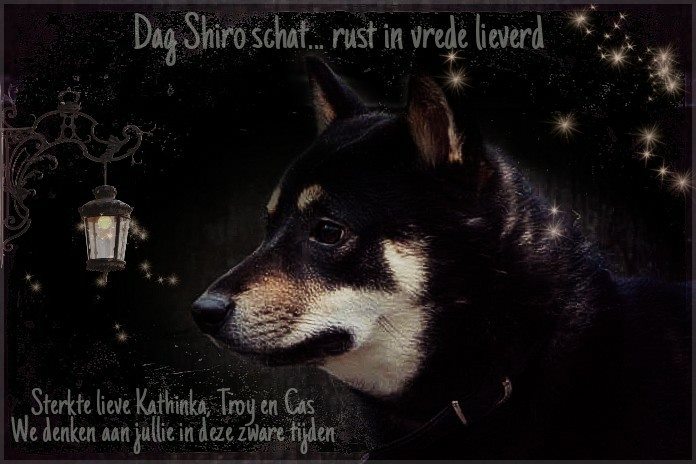 Dag Shiro schat... rust in vrede lieverd
Sterkte lieve Kathinka, Troy en Cas
We denken aan jullie in deze zware tijden